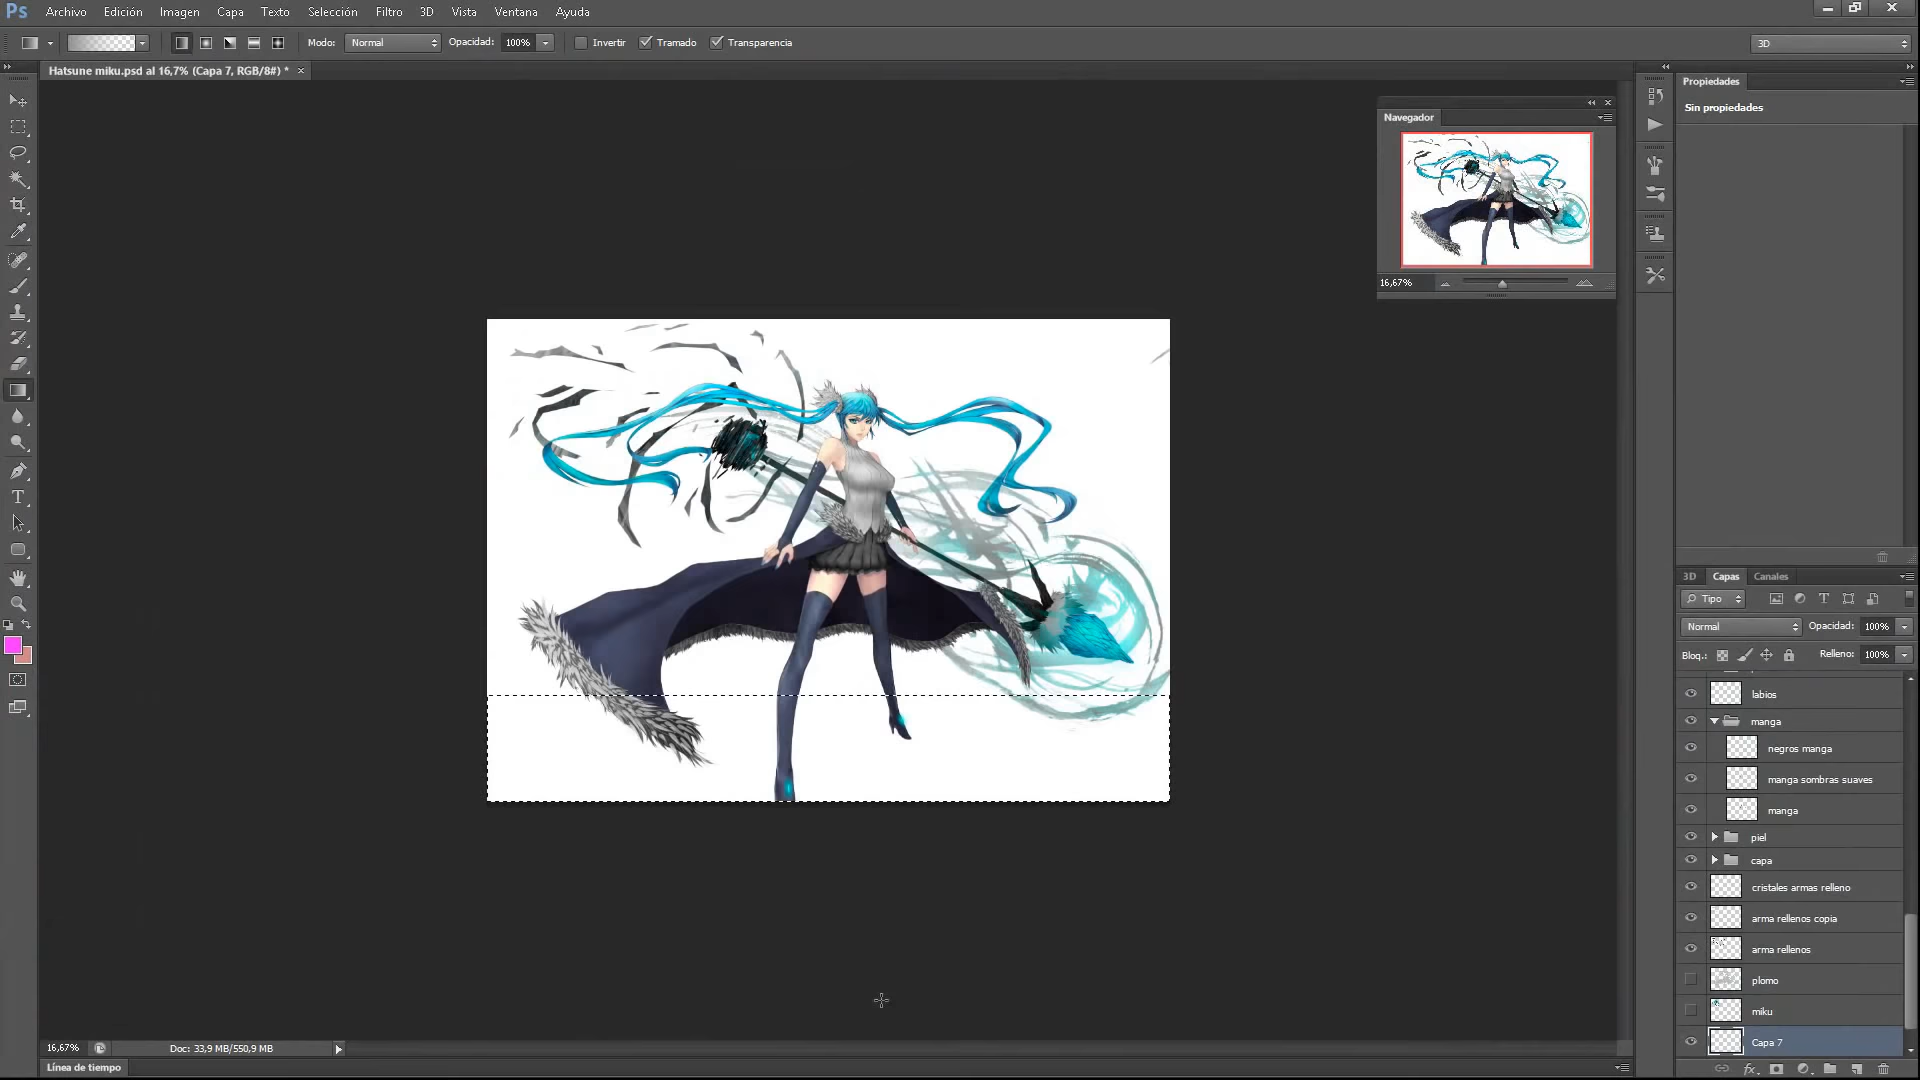 Ps Archivo Edición Imagen Capa Texto Selección Filtro 3D Vista Ventana Ayuda
Modo: Normal Opacidad: 100% Invertir Tramado Transparencia 3D
Hatsune miku.psd al 16,7% (Capa 7, RGB/8#) * ×
Navegador
16,67%
Propiedades
Sin propiedades
3D Capas Canales
Tipo
Normal Opacidad: 100%
Bloq.: Relleno: 100%
labios
manga
negros manga
manga sombras suaves
manga
piel
capa
cristales armas relleno
arma rellenos copia
arma rellenos
plomo
miku
Capa 7
fx
16,67% Doc: 33,9 MB/550,9 MB
Línea de tiempo